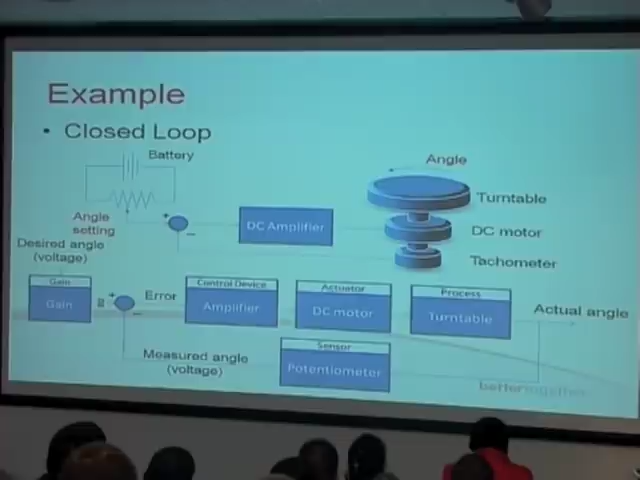 Example
• Closed Loop
Battery
Angle
Turntable
Angle
setting
+
−
DC Amplifier
DC motor
Tachometer
Desired angle
(voltage)
Gain
Gain
+
−
Error
Control Device
Amplifier
Actuator
DC motor
Process
Turntable
Actual angle
Measured angle
(voltage)
Sensor
Potentiometer
bettertogether